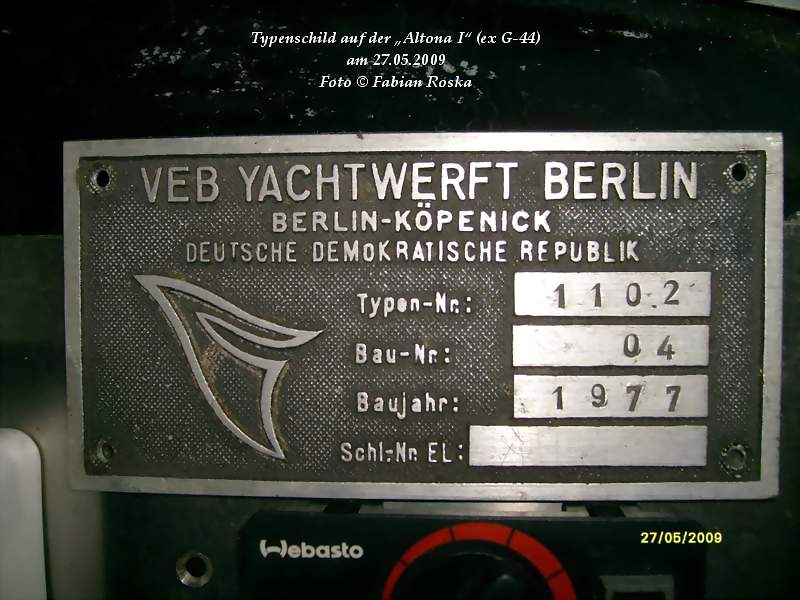 Typenschild auf der „Altona I“ (ex G-44)
am 27.05.2009
Foto © Fabian Roska
VEB YACHTWERFT BERLIN
BERLIN-KÖPENICK
DEUTSCHE DEMOKRATISCHE REPUBLIK
Typen-Nr.: 1102
Bau-Nr.: 04
Baujahr: 1977
Schl.-Nr. EL:
Webasto
27/05/2009